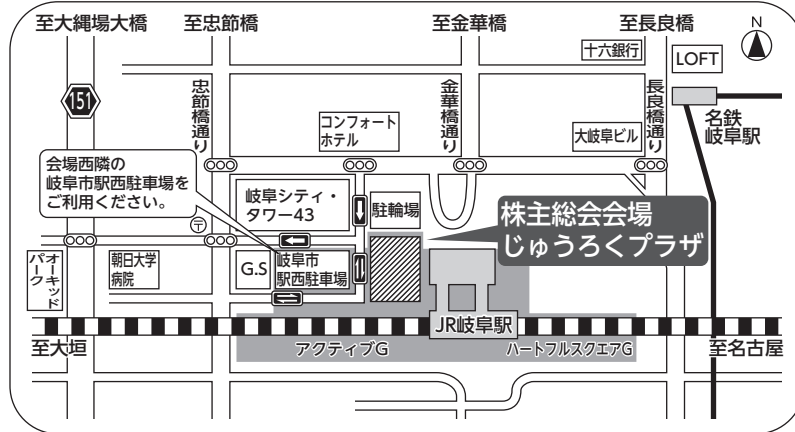 至大縄場大橋
至忠節橋
至金華橋
至長良橋
N
十六銀行
LOFT
151
忠節橋通り
金華橋通り
長良橋通り
名鉄
岐阜駅
コンフォート
ホテル
大岐阜ビル
会場西隣の
岐阜市駅西駐車場を
ご利用ください。
岐阜シティ・
タワー43
駐輪場
株主総会会場
じゅうろくプラザ
〒
オーキッド
パーク
朝日大学
病院
G.S
岐阜市
駅西駐車場
JR岐阜駅
至大垣
アクティブG
ハートフルスクエアG
至名古屋